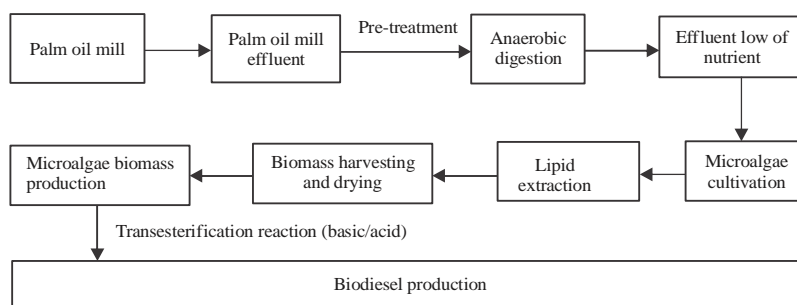 Palm oil mill
Palm oil mill
effluent
Pre-treatment
Anaerobic
digestion
Effluent low of
nutrient
Microalgae biomass
production
Biomass harvesting
and drying
Lipid
extraction
Microalgae
cultivation
Transesterification reaction (basic/acid)
Biodiesel production